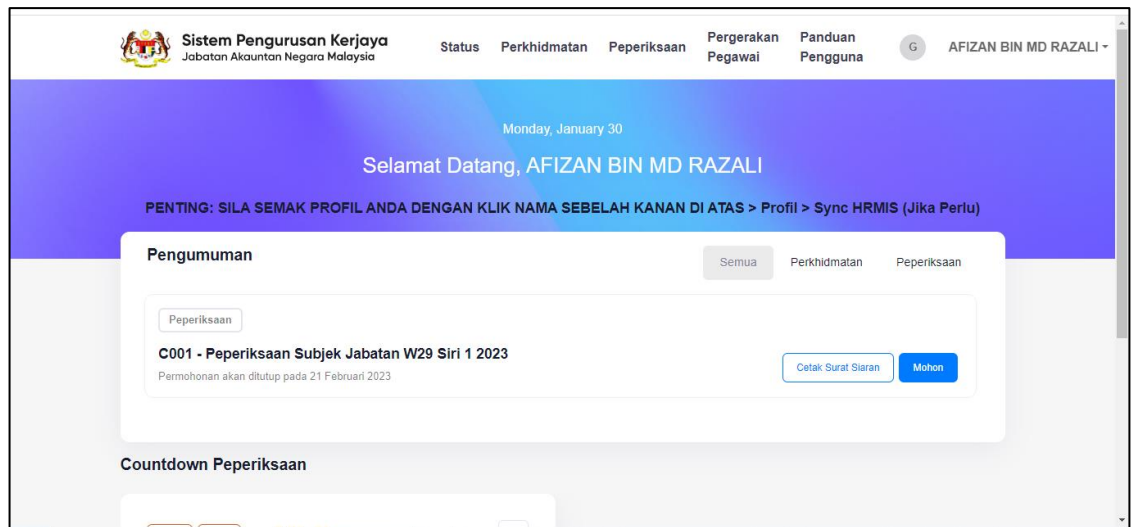 Sistem Pengurusan Kerjaya
Jabatan Akauntan Negara Malaysia
Status
Perkhidmatan
Peperiksaan
Pergerakan
Pegawai
Panduan
Pengguna
G
AFIZAN BIN MD RAZALI
Monday, January 30
Selamat Datang, AFIZAN BIN MD RAZALI
PENTING: SILA SEMAK PROFIL ANDA DENGAN KLIK NAMA SEBELAH KANAN DI ATAS > Profil > Sync HRMIS (Jika Perlu)
Pengumuman
Semua
Perkhidmatan
Peperiksaan
Peperiksaan
C001 - Peperiksaan Subjek Jabatan W29 Siri 1 2023
Permohonan akan ditutup pada 21 Februari 2023
Cetak Surat Siaran
Mohon
Countdown Peperiksaan